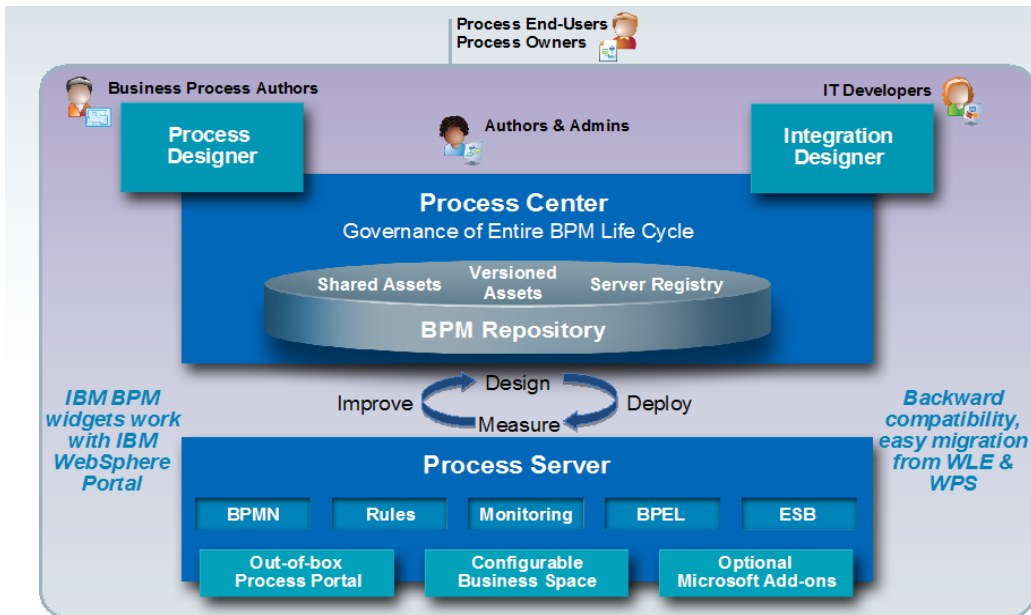 Process End-Users
Process Owners
Business Process Authors
IT Developers
Process
Designer
Authors & Admins
Integration
Designer
Process Center
Governance of Entire BPM Life Cycle
Shared Assets
Versioned
Assets
Server Registry
BPM Repository
IBM BPM
widgets work
with IBM
WebSphere
Portal
Design
Improve
Deploy
Measure
Backward
compatibility,
easy migration
from WLE &
WPS
Process Server
BPMN
Rules
Monitoring
BPEL
ESB
Out-of-box
Process Portal
Configurable
Business Space
Optional
Microsoft Add-ons